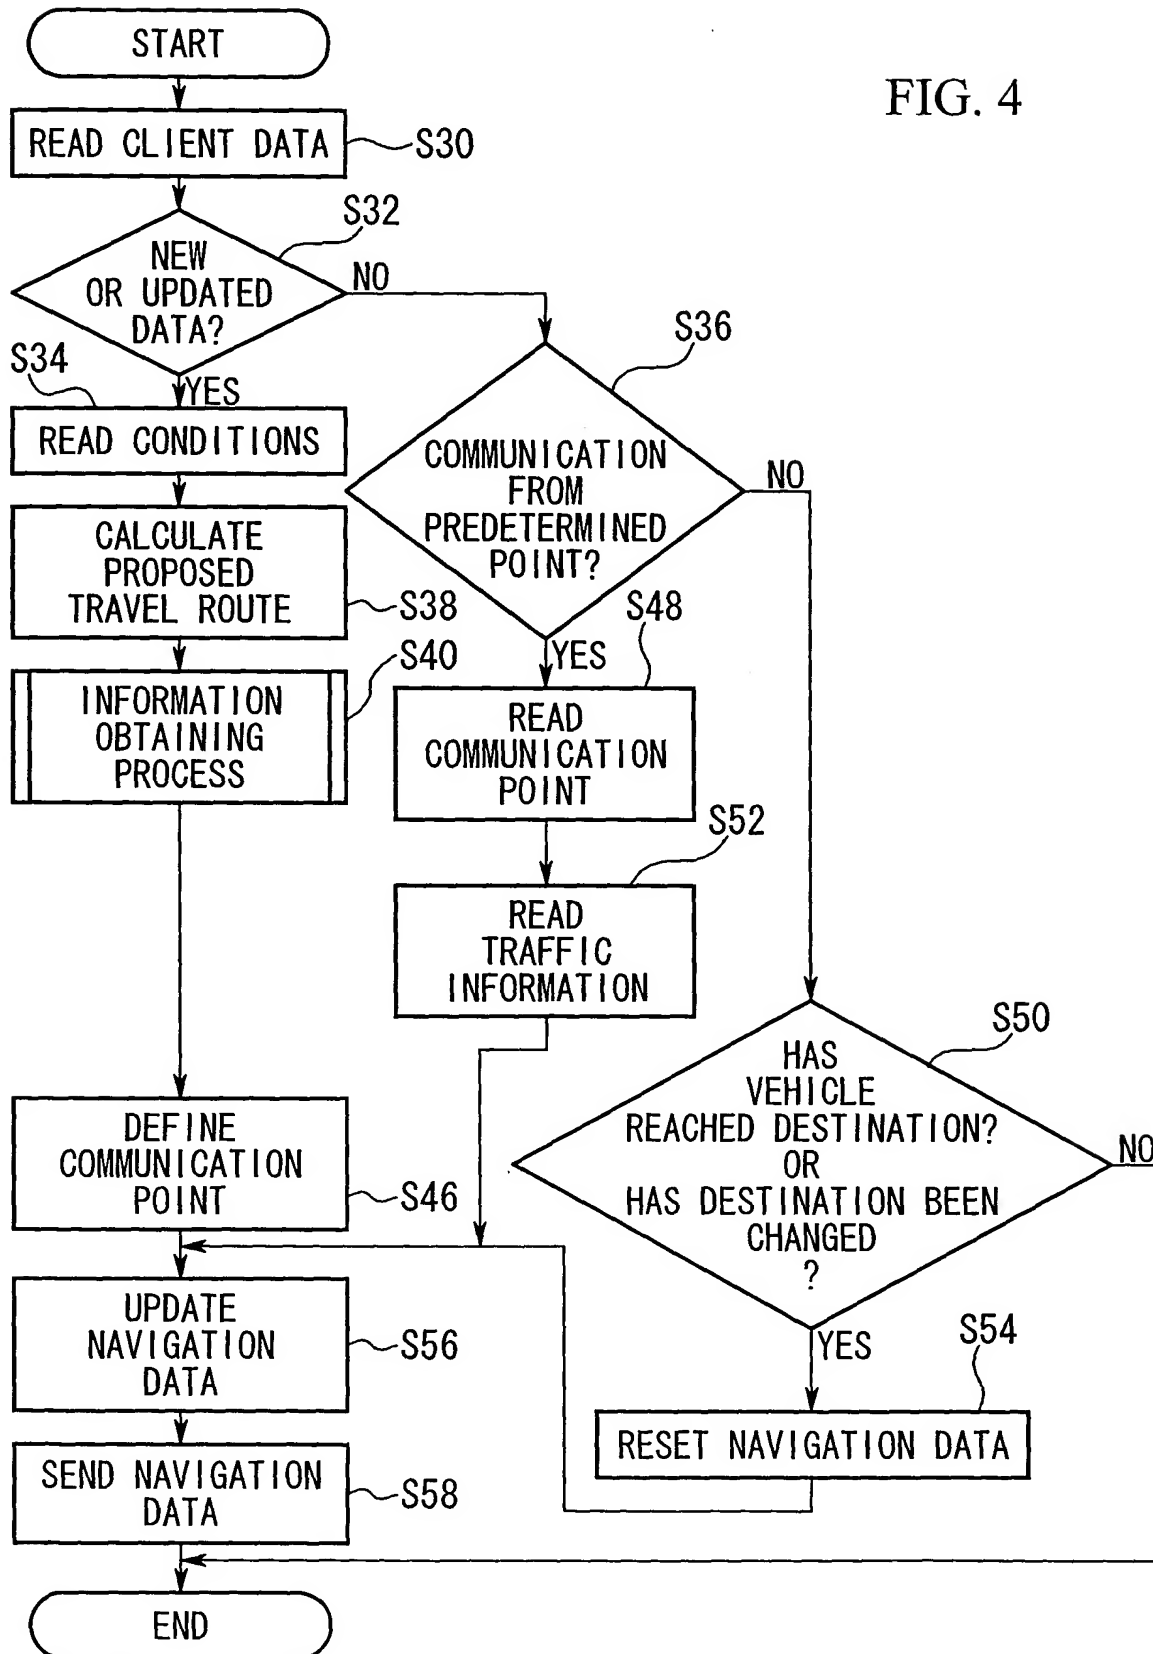 START
FIG. 4
READ CLIENT DATA
S30
S32
NEW
OR UPDATED
DATA?
NO
S34
YES
READ CONDITIONS
S36
COMMUNICATION
FROM
PREDETERMINED
POINT?
NO
CALCULATE
PROPOSED
TRAVEL ROUTE
S38
S40
INFORMATION
OBTAINING
PROCESS
YES
S48
READ
COMMUNICATION
POINT
S52
READ
TRAFFIC
INFORMATION
S50
HAS
VEHICLE
REACHED DESTINATION?
OR
HAS DESTINATION BEEN
CHANGED
?
NO
DEFINE
COMMUNICATION
POINT
S46
YES
S54
RESET NAVIGATION DATA
UPDATE
NAVIGATION
DATA
S56
SEND NAVIGATION
DATA
S58
END